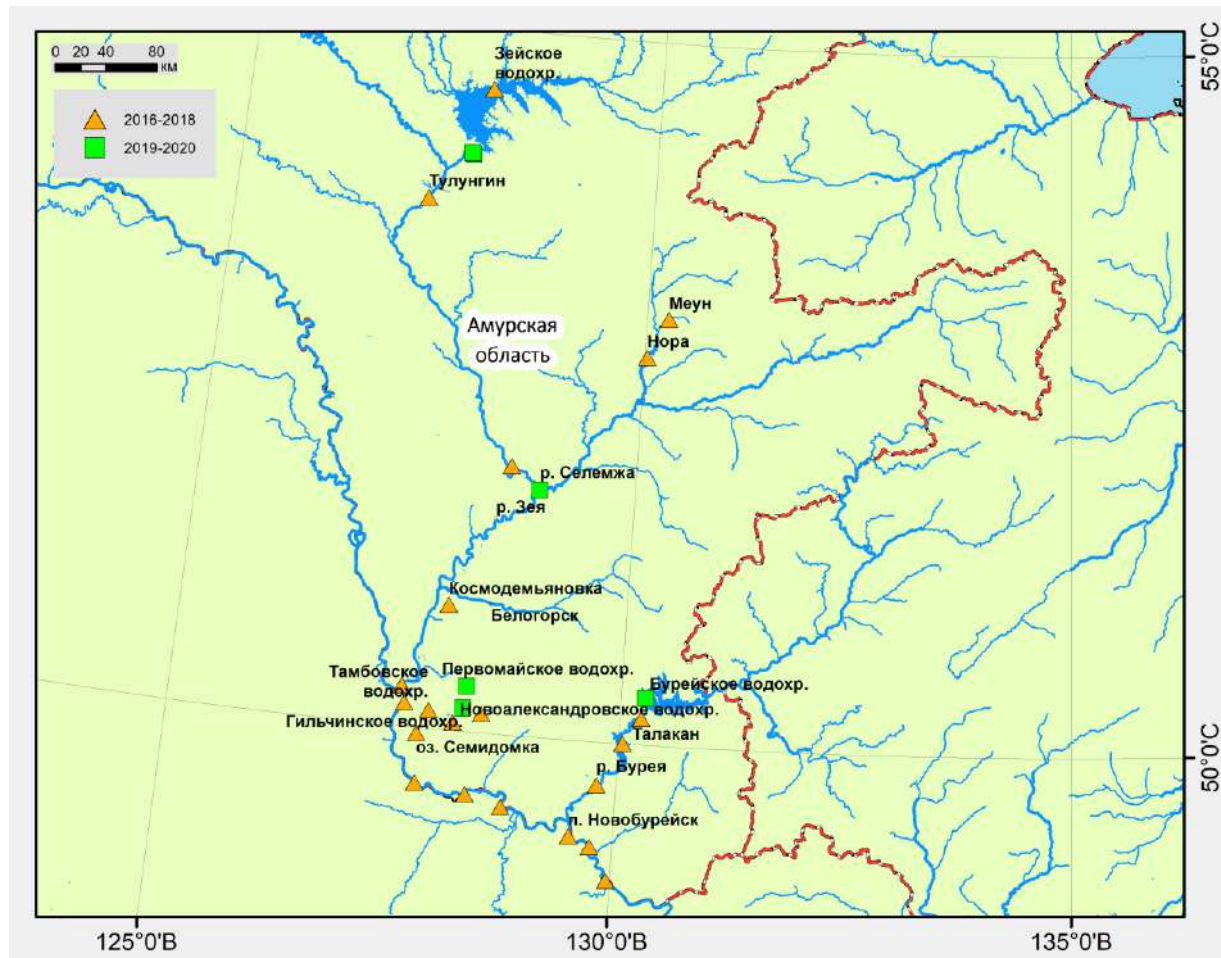 0 20 40 80
КМ
2016-2018
2019-2020
Зейское
водохр.
55°0'С
Тулунгин
Меун
Нора
Амурская
область
р. Селемжа
р. Зея
Космодемьяновка
Белогорск
Тамбовское
водохр.
Первомайское водохр.
Бурейское водохр.
Новоалександровское водохр.
Гильчинское водохр.
Талакан
оз. Семидомка
50°0'С
р. Бурея
п. Новобурейск
125°0'В
130°0'В
135°0'В